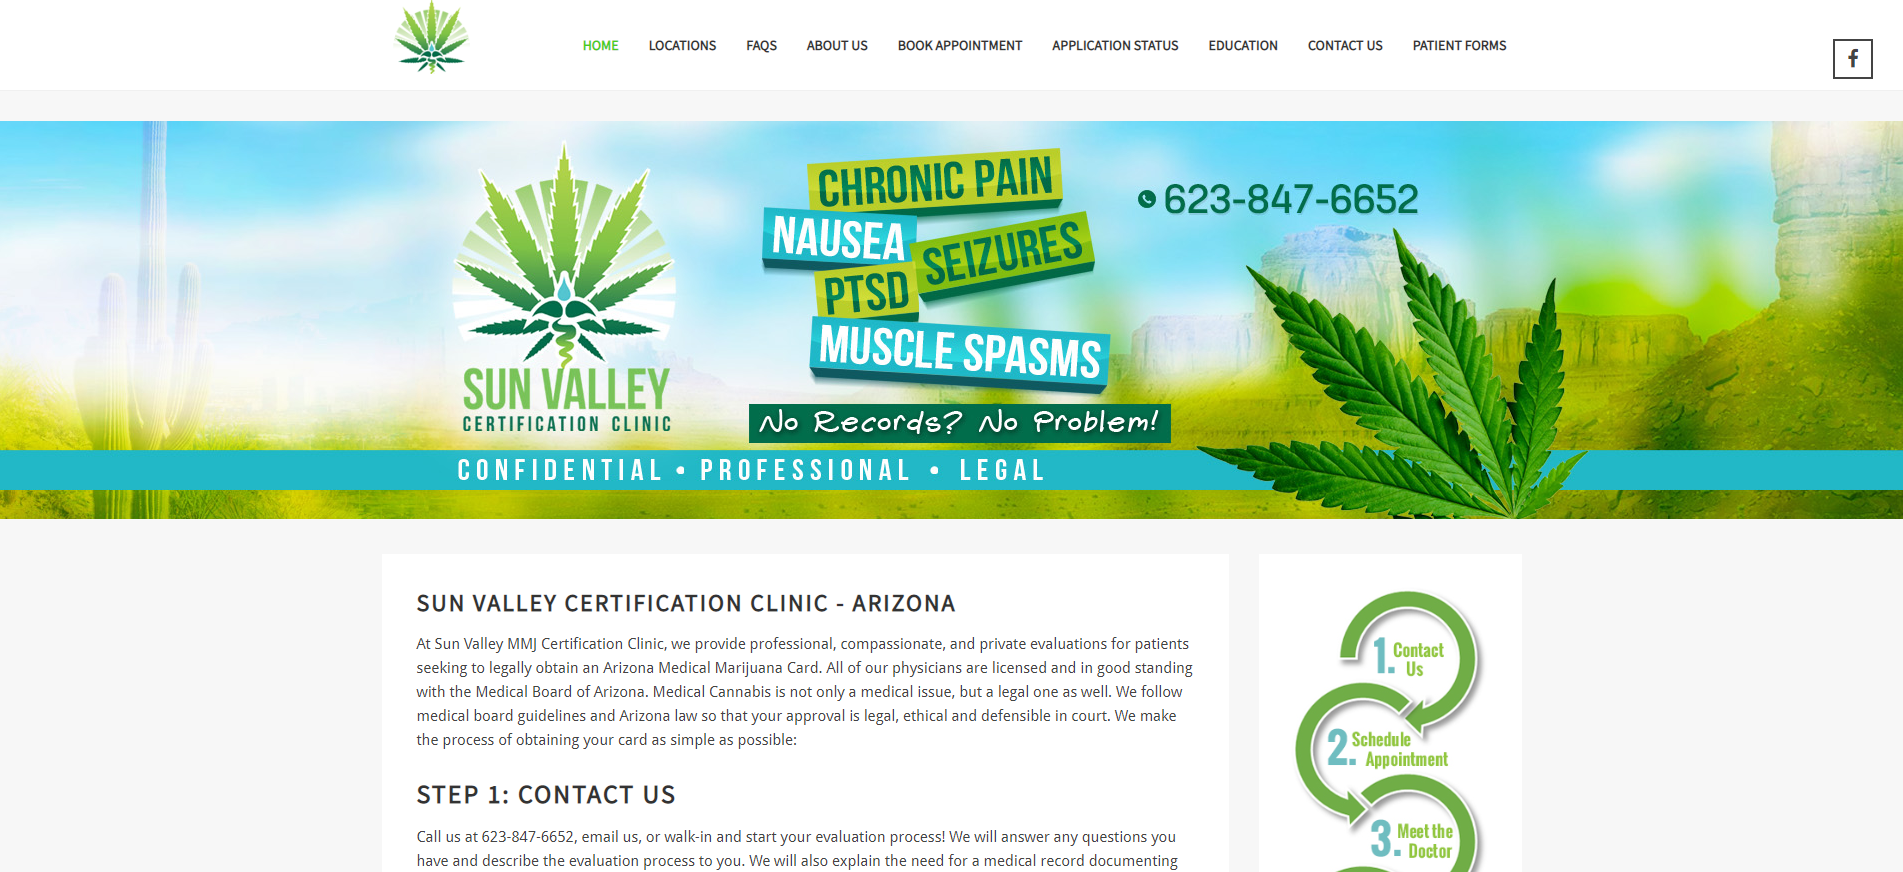 HOME LOCATIONS FAQS ABOUT US BOOK APPOINTMENT APPLICATION STATUS EDUCATION CONTACT US PATIENT FORMS
f
SUN VALLEY
CERTIFICATION CLINIC
CHRONIC PAIN
NAUSEA
SEIZURES
PTSD
MUSCLE SPASMS
No Records? No Problem!
623-847-6652
CONFIDENTIAL • PROFESSIONAL • LEGAL
SUN VALLEY CERTIFICATION CLINIC - ARIZONA
At Sun Valley MMJ Certification Clinic, we provide professional, compassionate, and private evaluations for patients
seeking to legally obtain an Arizona Medical Marijuana Card. All of our physicians are licensed and in good standing
with the Medical Board of Arizona. Medical Cannabis is not only a medical issue, but a legal one as well. We follow
medical board guidelines and Arizona law so that your approval is legal, ethical and defensible in court. We make
the process of obtaining your card as simple as possible:
STEP 1: CONTACT US
Call us at 623-847-6652, email us, or walk-in and start your evaluation process! We will answer any questions you
have and describe the evaluation process to you. We will also explain the need for a medical record documenting
1. Contact
Us
2. Schedule
Appointment
3. Meet the
Doctor